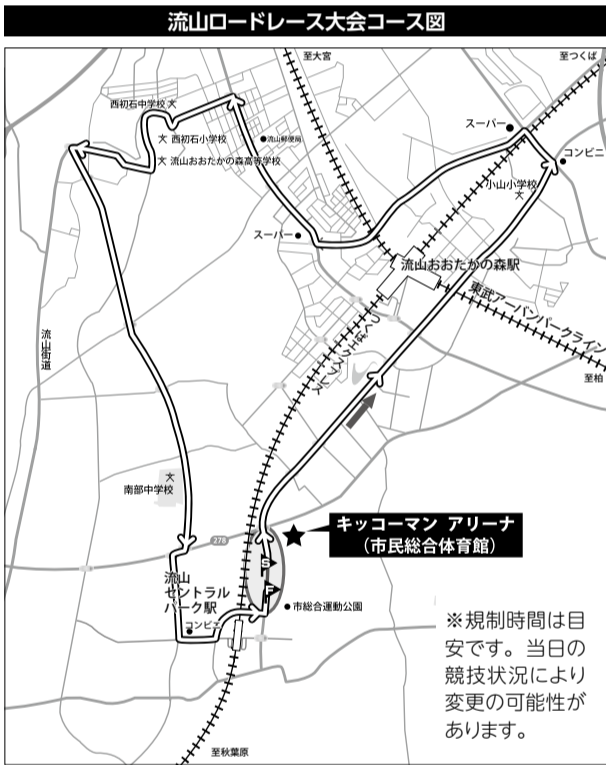 流山ロードレース大会コース図
至大宮
至つくば
西初石中学校
スーパー
西初石小学校
流山郵便局
コンビニ
流山おおたかの森高等学校
小山小学校
スーパー
流山おおたかの森駅
東武アーバンパークライン
つくばエクスプレス
流山街道
至柏
南部中学校
キッコーマン アリーナ
(市民総合体育館)
278
S
流山
セントラル
パーク駅
F
市総合運動公園
コンビニ
※規制時間は目
安です。当日の
競技状況により
変更の可能性が
あります。
至秋葉原